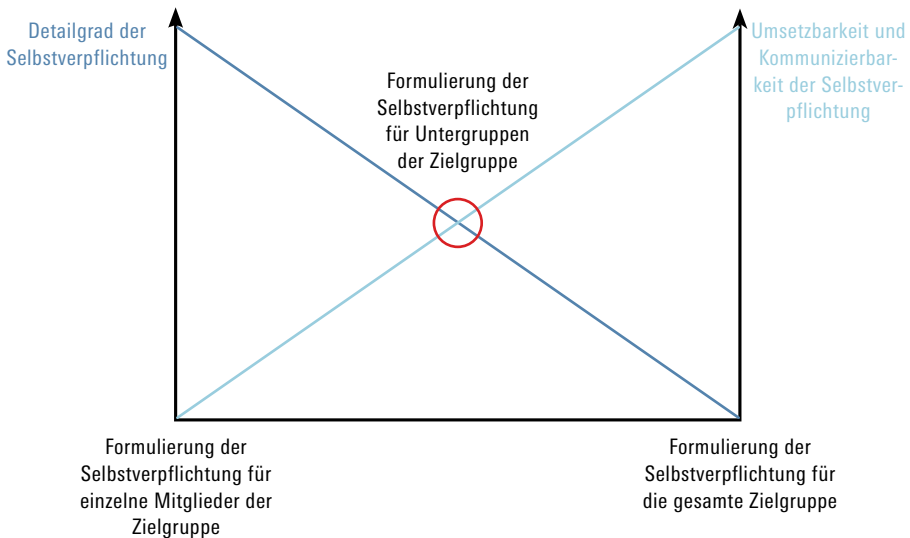 Detailgrad der
Selbstverpflichtung
Umsetzbarkeit und
Kommunizierbar-
keit der Selbstver-
pflichtung
Formulierung der
Selbstverpflichtung
für Untergruppen
der Zielgruppe
Formulierung der
Selbstverpflichtung für
einzelne Mitglieder der
Zielgruppe
Formulierung der
Selbstverpflichtung für
die gesamte Zielgruppe